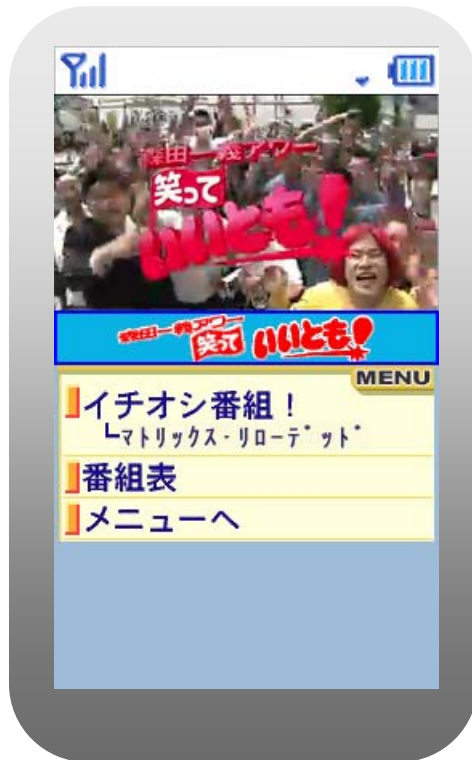 森田一義アワー
笑って
いいとも!
森田一義アワー
笑って いいとも!
MENU
イチオシ番組！
┗ﾏﾄﾘｯｸｽ･ﾘﾛｰﾃﾞｯﾄﾞ
番組表
メニューへ